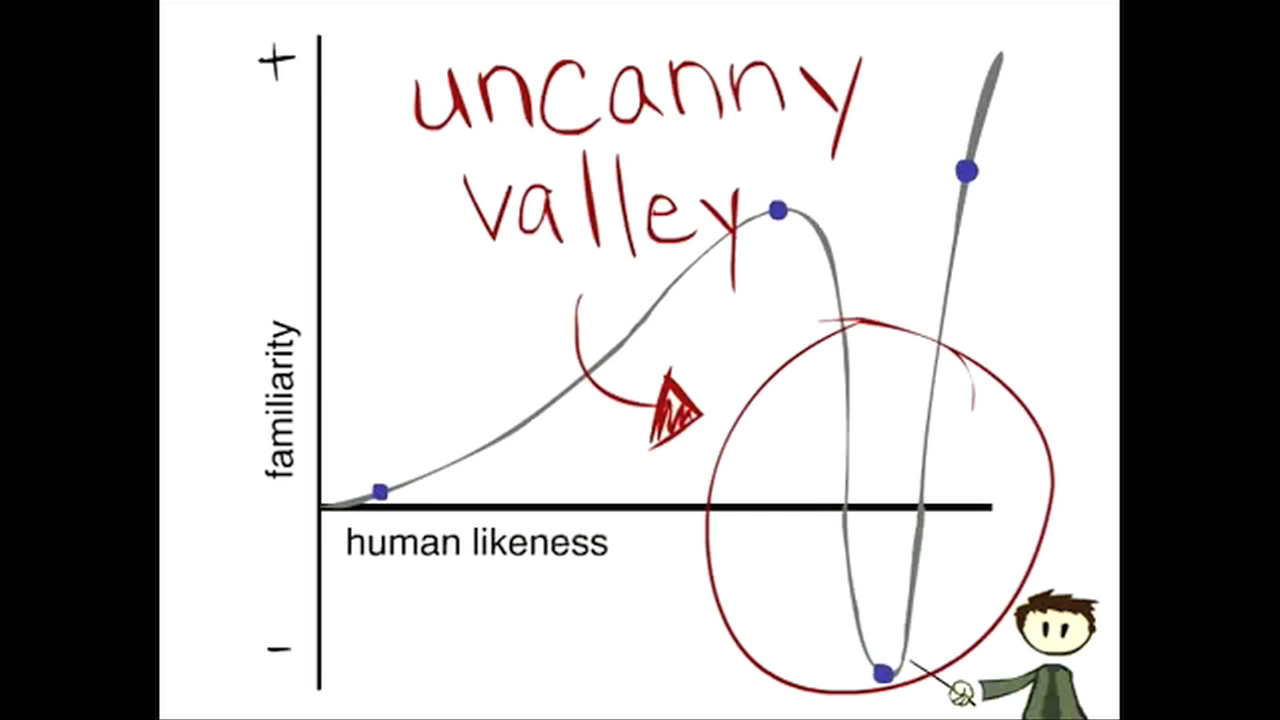 +
uncanny
valley
familiarity
human likeness
-